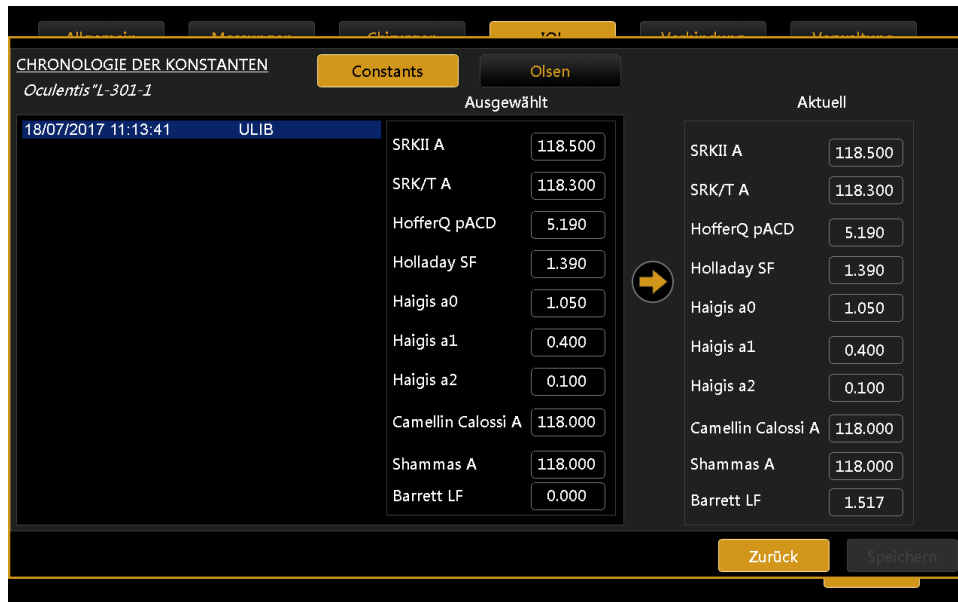 CHRONOLOGIE DER KONSTANTEN
Oculentis"L-301-1
Constants
Olsen
Ausgewählt
Aktuell
18/07/2017 11:13:41 ULIB
SRKII A 118.500
SRK/T A 118.300
HofferQ pACD 5.190
Holladay SF 1.390
Haigis a0 1.050
Haigis a1 0.400
Haigis a2 0.100
Camellin Calossi A 118.000
Shammas A 118.000
Barrett LF 0.000
SRKII A 118.500
SRK/T A 118.300
HofferQ pACD 5.190
Holladay SF 1.390
Haigis a0 1.050
Haigis a1 0.400
Haigis a2 0.100
Camellin Calossi A 118.000
Shammas A 118.000
Barrett LF 1.517
Zurück
Speichern